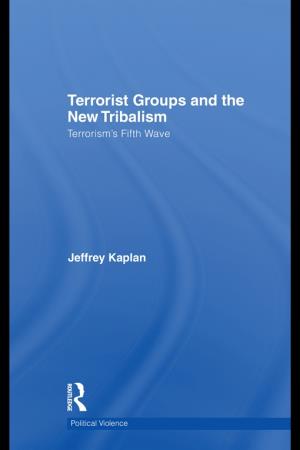 Terrorist Groups and the
New Tribalism
Terrorism's Fifth Wave
Jeffrey Kaplan
ROUTLEDGE
Political Violence